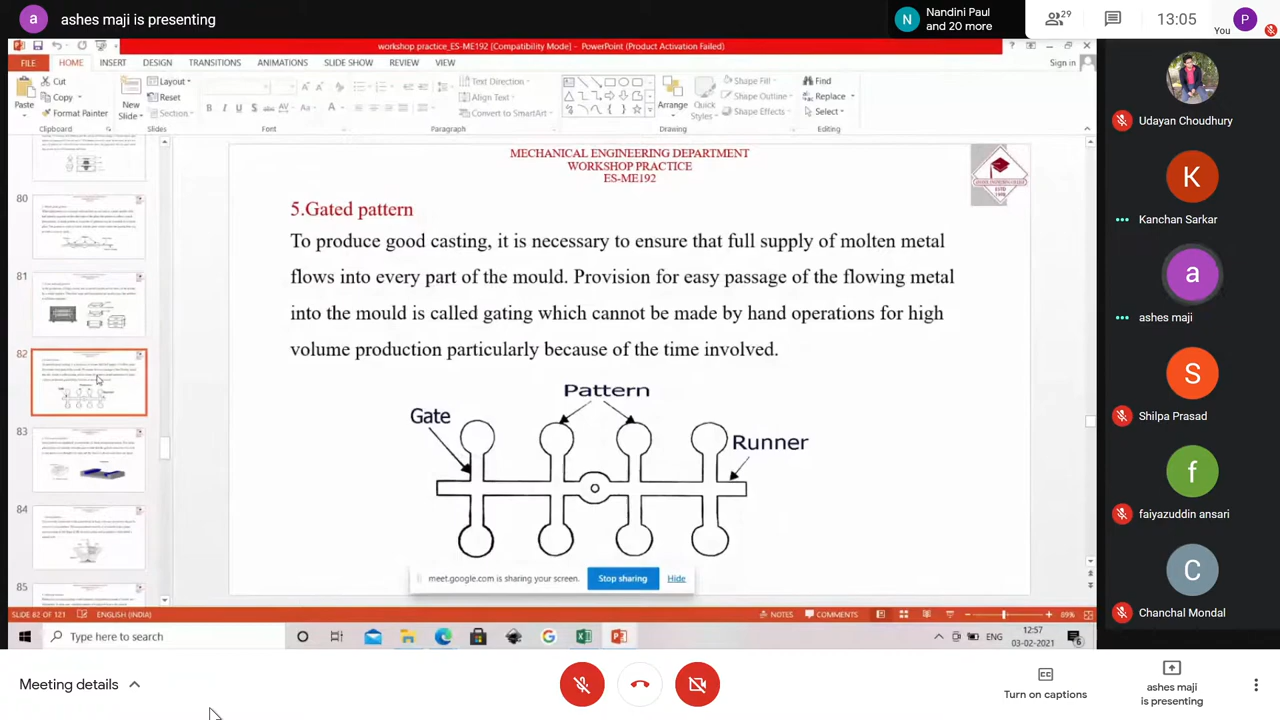 a
ashes maji is presenting
N
Nandini Paul
and 20 more
29
13:05
You
P
workshop practice_ES-ME192 [Compatibility Mode] - PowerPoint (Product Activation Failed)
FILE
HOME
INSERT
DESIGN
TRANSITIONS
ANIMATIONS
SLIDE SHOW
REVIEW
VIEW
Sign in
Paste
Cut
Copy
Format Painter
Clipboard
New
Slide
Layout
Reset
Section
Slides
B I U S abc AV Aa A
Font
Text Direction
Align Text
Convert to SmartArt
Paragraph
Arrange
Quick
Styles
Shape Fill
Shape Outline
Shape Effects
Drawing
Find
Replace
Select
Editing
80
81
82
83
84
85
MECHANICAL ENGINEERING DEPARTMENT
WORKSHOP PRACTICE
ES-ME192
5.Gated pattern
To produce good casting, it is necessary to ensure that full supply of molten metal
flows into every part of the mould. Provision for easy passage of the flowing metal
into the mould is called gating which cannot be made by hand operations for high
volume production particularly because of the time involved.
Pattern
Gate
Runner
meet.google.com is sharing your screen.
Stop sharing
Hide
SLIDE 82 OF 121
ENGLISH (INDIA)
NOTES
COMMENTS
89%
Type here to search
ENG
12:57
03-02-2021
6
Udayan Choudhury
K
Kanchan Sarkar
a
ashes maji
S
Shilpa Prasad
f
faiyazuddin ansari
C
Chanchal Mondal
Meeting details
CC
Turn on captions
ashes maji
is presenting